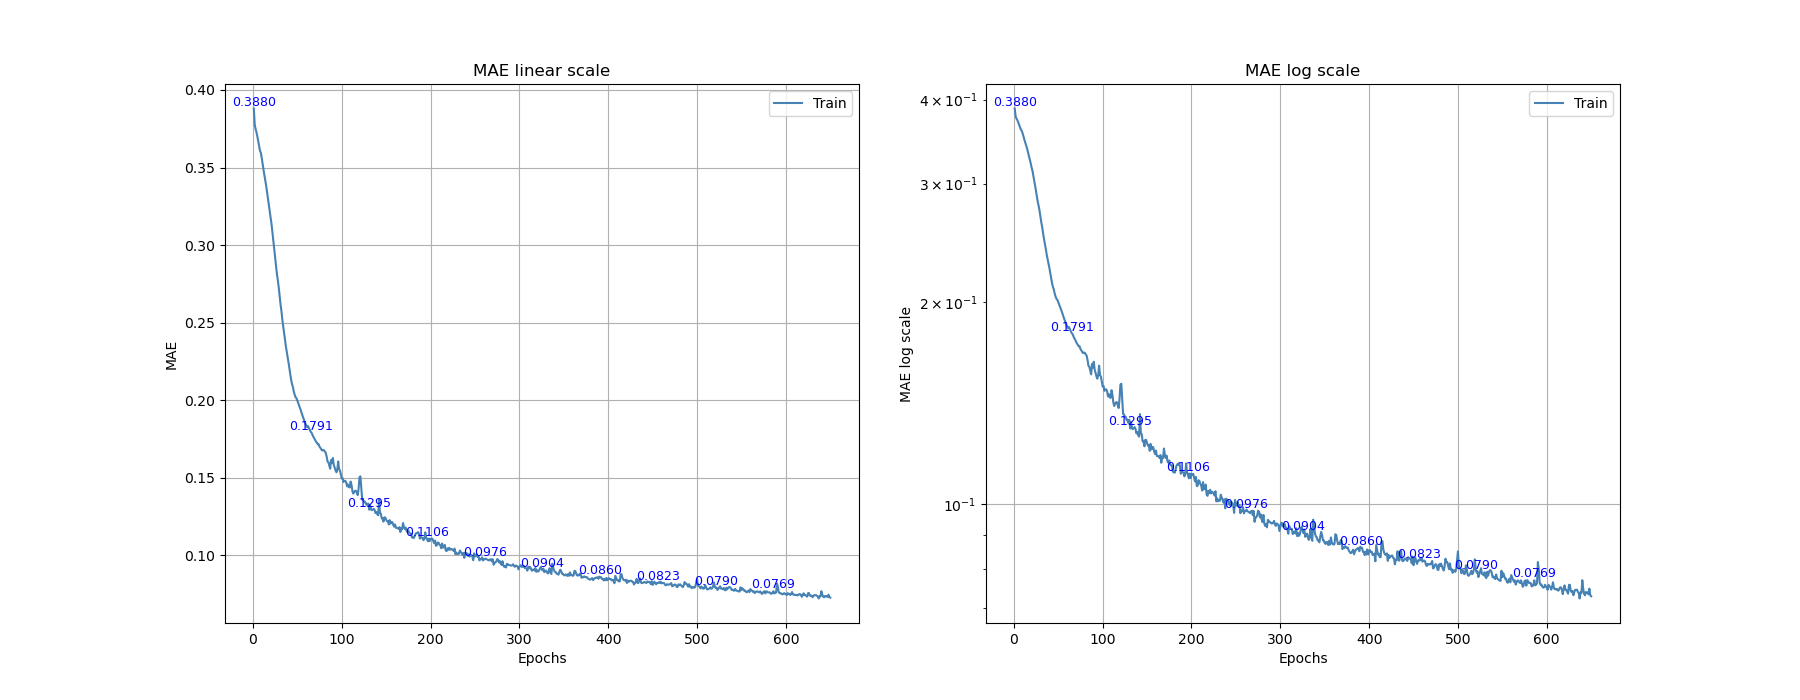 MAE linear scale
0.40
0.35
0.30
0.25
0.20
0.15
0.10
MAE
0.3880
0.1791
0.1295
0.1106
0.0976
0.0904
0.0860
0.0823
0.0790
0.0769
Train
0 100 200 300 400 500 600
Epochs
MAE log scale
4 × 10⁻¹
3 × 10⁻¹
2 × 10⁻¹
10⁻¹
MAE log scale
0.3880
0.1791
0.1295
0.1106
0.0976
0.0904
0.0860
0.0823
0.0790
0.0769
Train
0 100 200 300 400 500 600
Epochs